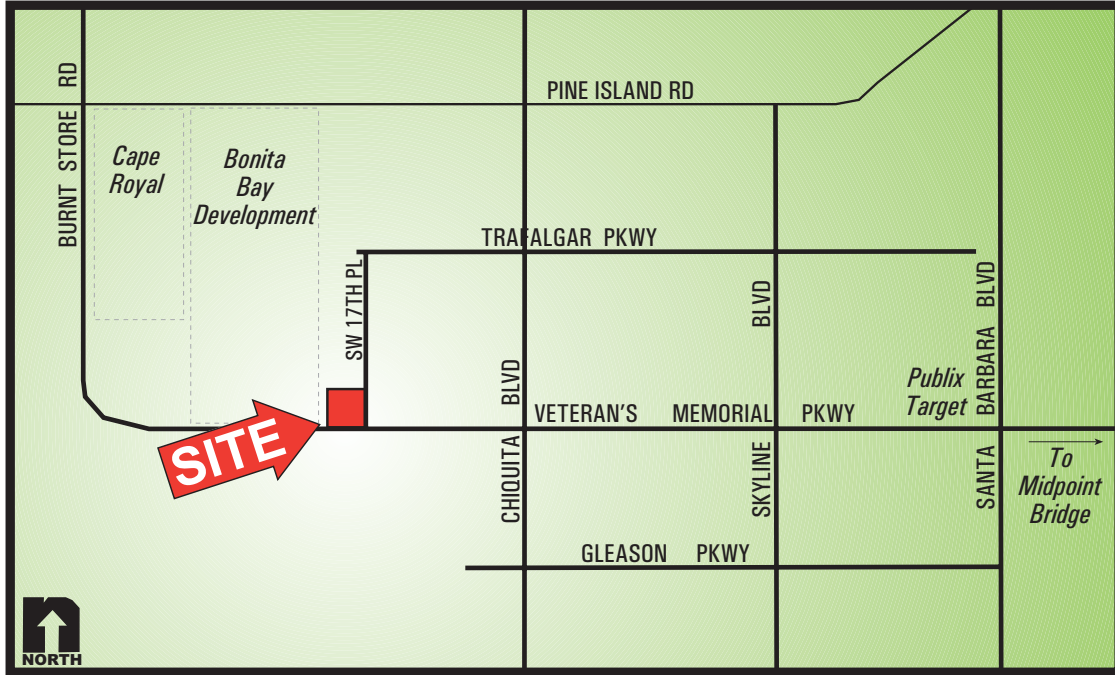 BURNT STORE RD
PINE ISLAND RD
Cape
Royal
Bonita
Bay
Development
TRAFALGAR PKWY
SW 17TH PL
CHIQUITA BLVD
SKYLINE BLVD
SANTA BARBARA BLVD
Publix
Target
VETERAN'S MEMORIAL PKWY
SITE
To
Midpoint
Bridge
GLEASON PKWY
NORTH